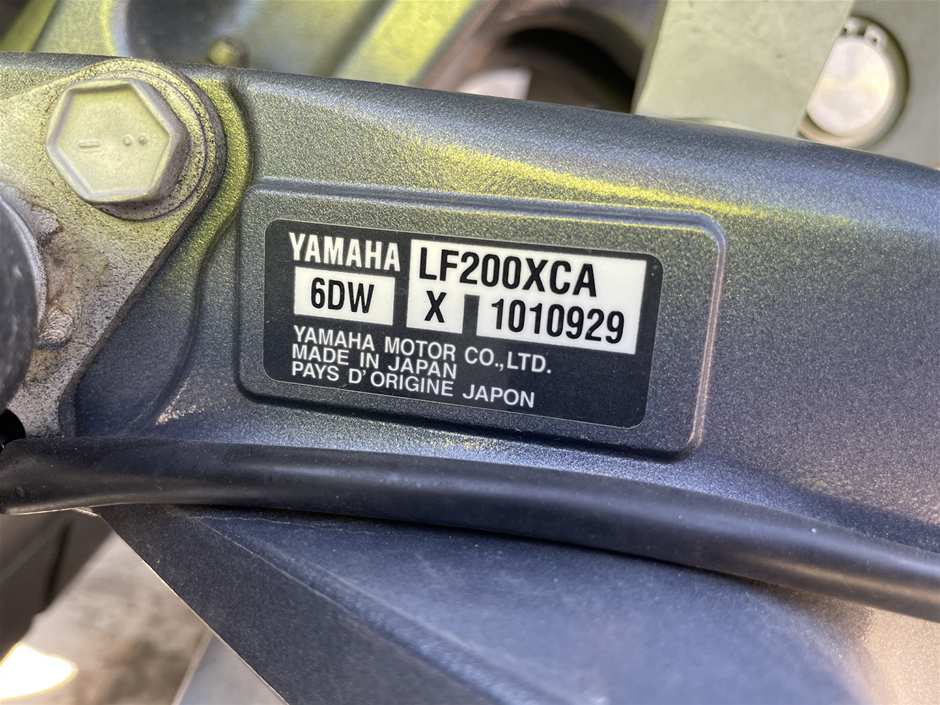 YAMAHA LF200XCA
6DW X 1010929
YAMAHA MOTOR CO.,LTD.
MADE IN JAPAN
PAYS D'ORIGINE JAPON